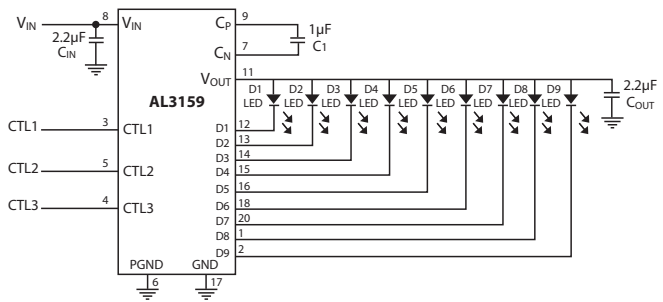 VIN 8 VIN CP 9 1μF
2.2μF CIN CN 7 C1
VOUT 11
AL3159
D1 LED D2 LED D3 LED D4 LED D5 LED D6 LED D7 LED D8 LED D9 LED
2.2μF COUT
CTL1 3 CTL1
CTL2 5 CTL2
CTL3 4 CTL3
D1 12
D2 13
D3 14
D4 15
D5 16
D6 18
D7 20
D8 1
D9 2
PGND GND
6 17